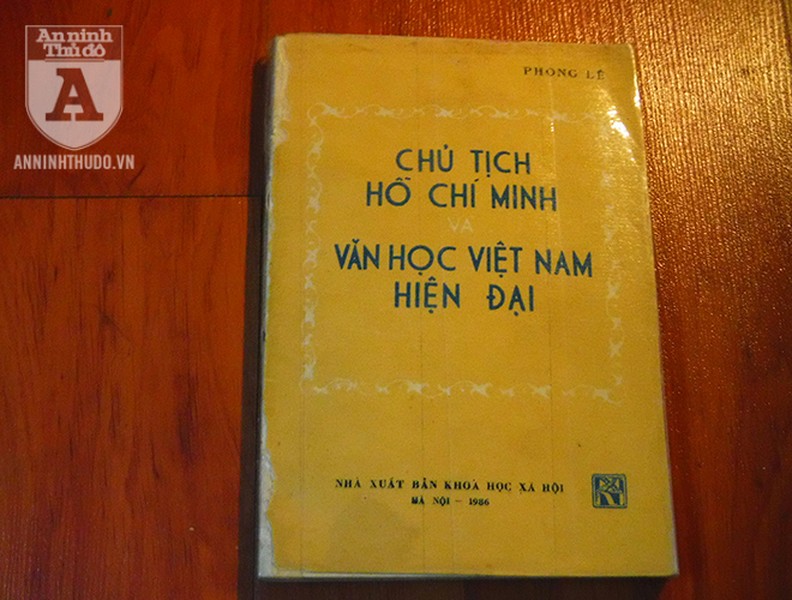 An ninh
Thủ đô
A
ANNINHTHUDO.VN
PHONG LÊ
CHỦ TỊCH
HỒ CHÍ MINH
VÀ
VĂN HỌC VIỆT NAM
HIỆN ĐẠI
NHÀ XUẤT BẢN KHOA HỌC XÃ HỘI
HÀ NỘI – 1986